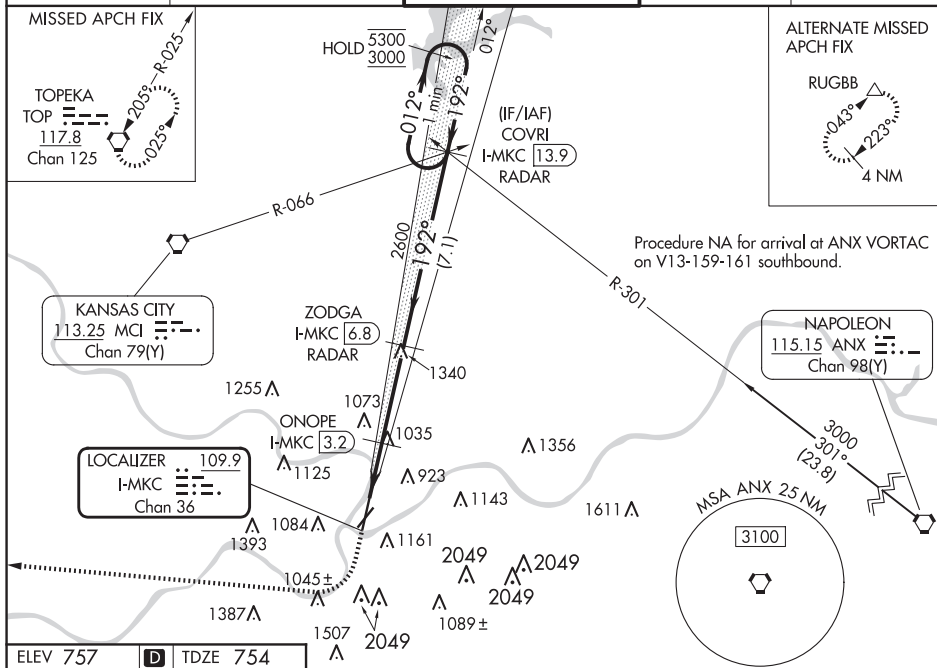 MISSED APCH FIX
TOPEKA
TOP
117.8
Chan 125
205°
R-025
025°
HOLD
5300
3000
012°
1 min
192°
012°
(IF/IAF)
COVRI
I-MKC 13.9
RADAR
ALTERNATE MISSED
APCH FIX
RUGBB
043°
223°
4 NM
R-066
2600
192°
(7.1)
Procedure NA for arrival at ANX VORTAC
on V13-159-161 southbound.
R-301
KANSAS CITY
113.25 MCI
Chan 79(Y)
ZODGA
I-MKC 6.8
RADAR
1340
NAPOLEON
115.15 ANX
Chan 98(Y)
1255
1073
ONOPE
I-MKC 3.2
1035
1356
3000
301°
(23.8)
LOCALIZER 109.9
I-MKC
Chan 36
1125
923
1143
1611
MSA ANX 25 NM
3100
1393
1084
1161
2049
2049
2049
1045±
1387
2049
1089±
1507
ELEV 757
D
TDZE 754